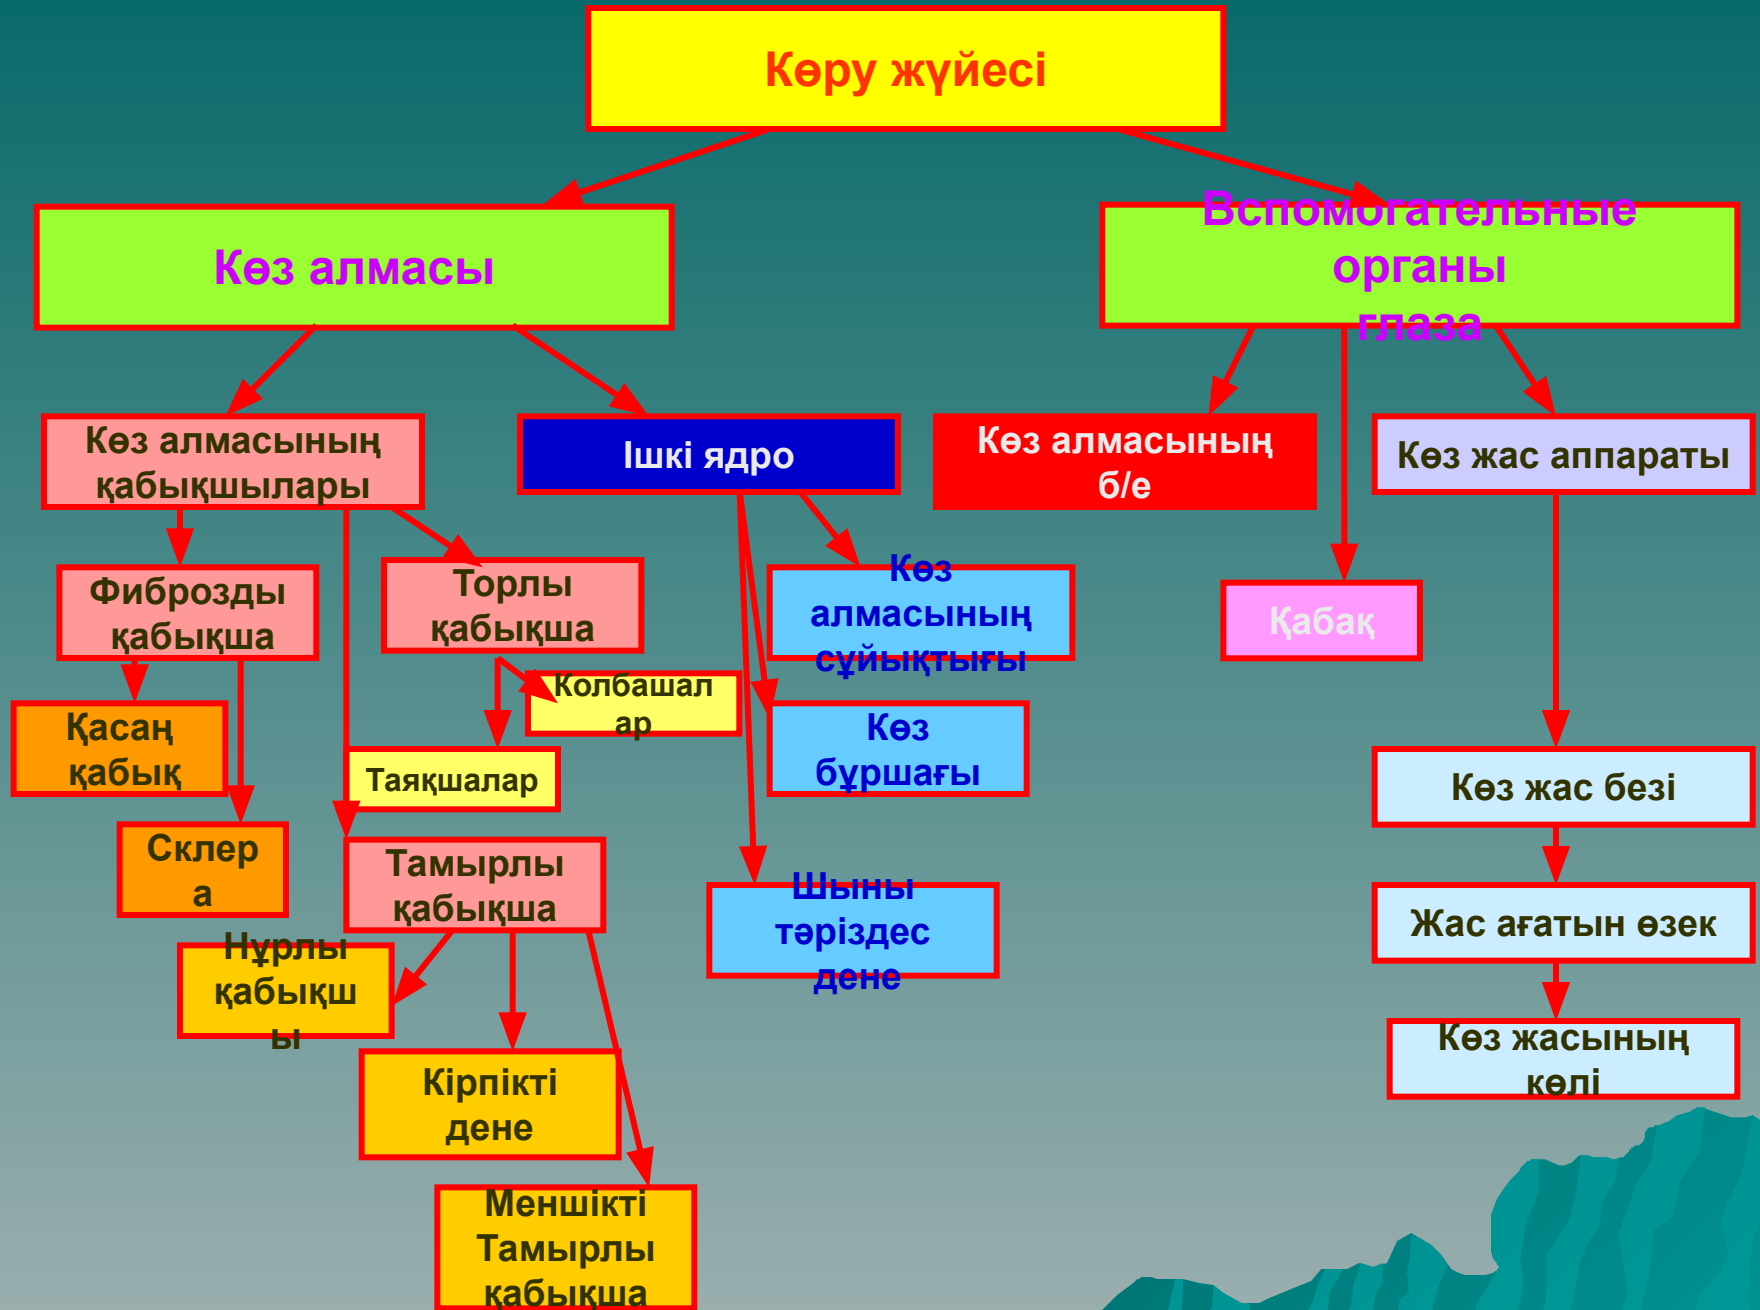 Көру жүйесі
Көз алмасы
Вспомогательные
органы
глаза
Көз алмасының
қабықшылары
Ішкі ядро
Көз алмасының
б/е
Көз жас аппараты
Фиброзды
қабықша
Торлы
қабықша
Көз
алмасының
сұйықтығы
Қабақ
Колбашал
ар
Қасаң
қабық
Таяқшалар
Көз
бұршағы
Көз жас безі
Склер
а
Тамырлы
қабықша
Шыны
тәріздес
дене
Жас ағатын өзек
Нұрлы
қабықш
ы
Кірпікті
дене
Көз жасының
көлі
Меншікті
Тамырлы
қабықша